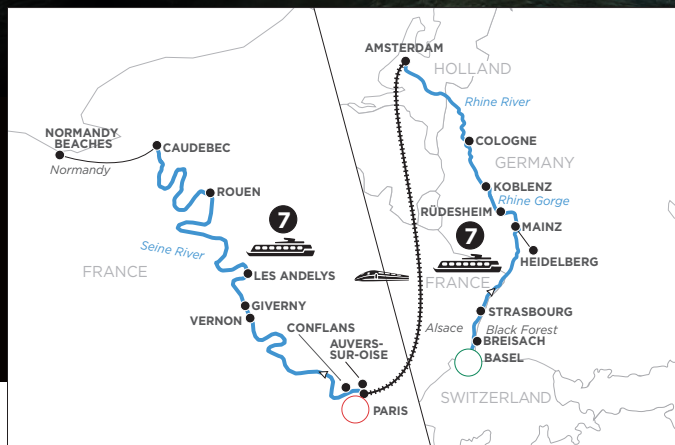 AMSTERDAM
HOLLAND
Rhine River
NORMANDY
BEACHES
Normandy
CAUDEBEC
COLOGNE
GERMANY
ROUEN
KOBLENZ
Rhine Gorge
RÜDESHEIM
MAINZ
7
7
HEIDELBERG
Seine River
FRANCE
LES ANDELYS
FRANCE
GIVERNY
VERNON
STRASBOURG
CONFLANS
Alsace
Black Forest
AUVERS-
SUR-OISE
BREISACH
BASEL
SWITZERLAND
PARIS